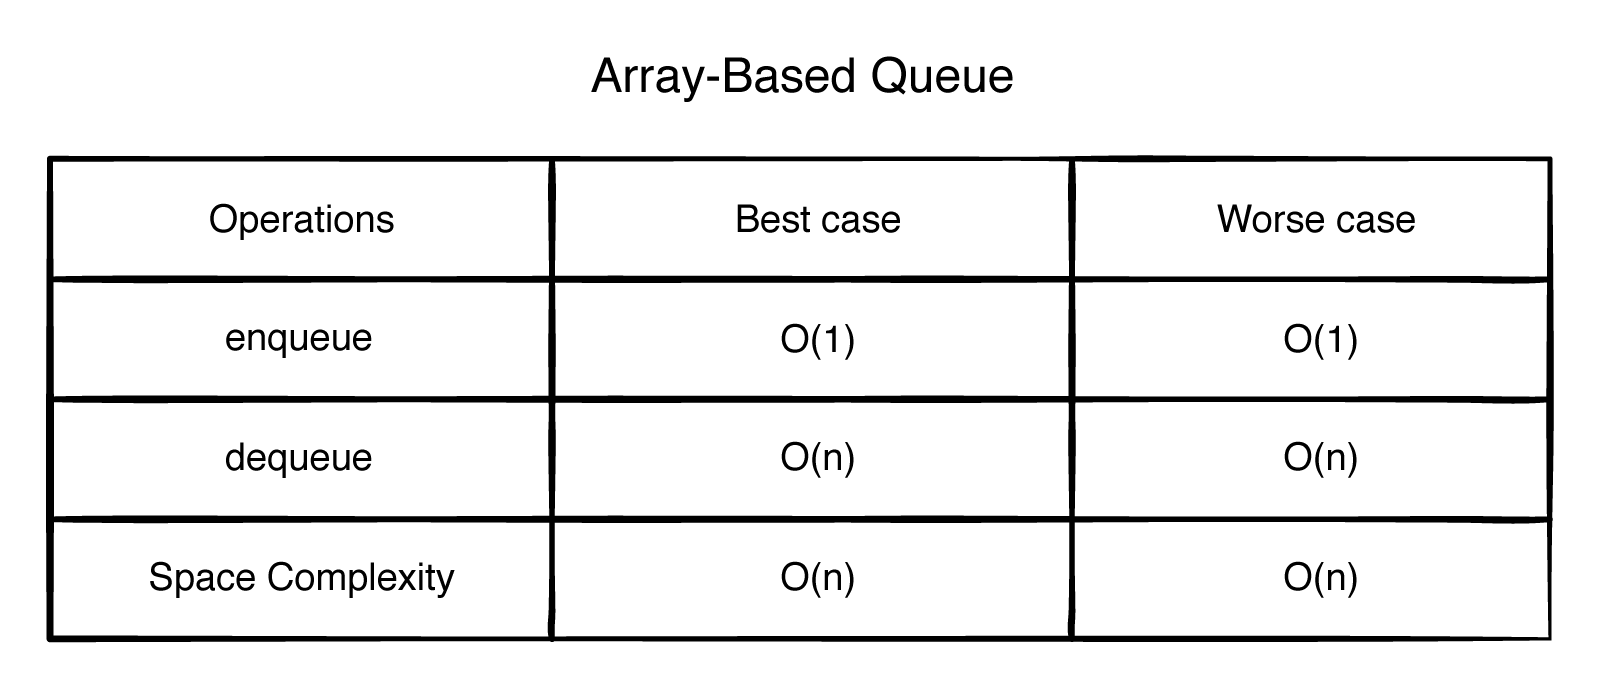 Array-Based Queue
Operations Best case Worse case
enqueue O(1) O(1)
dequeue O(n) O(n)
Space Complexity O(n) O(n)